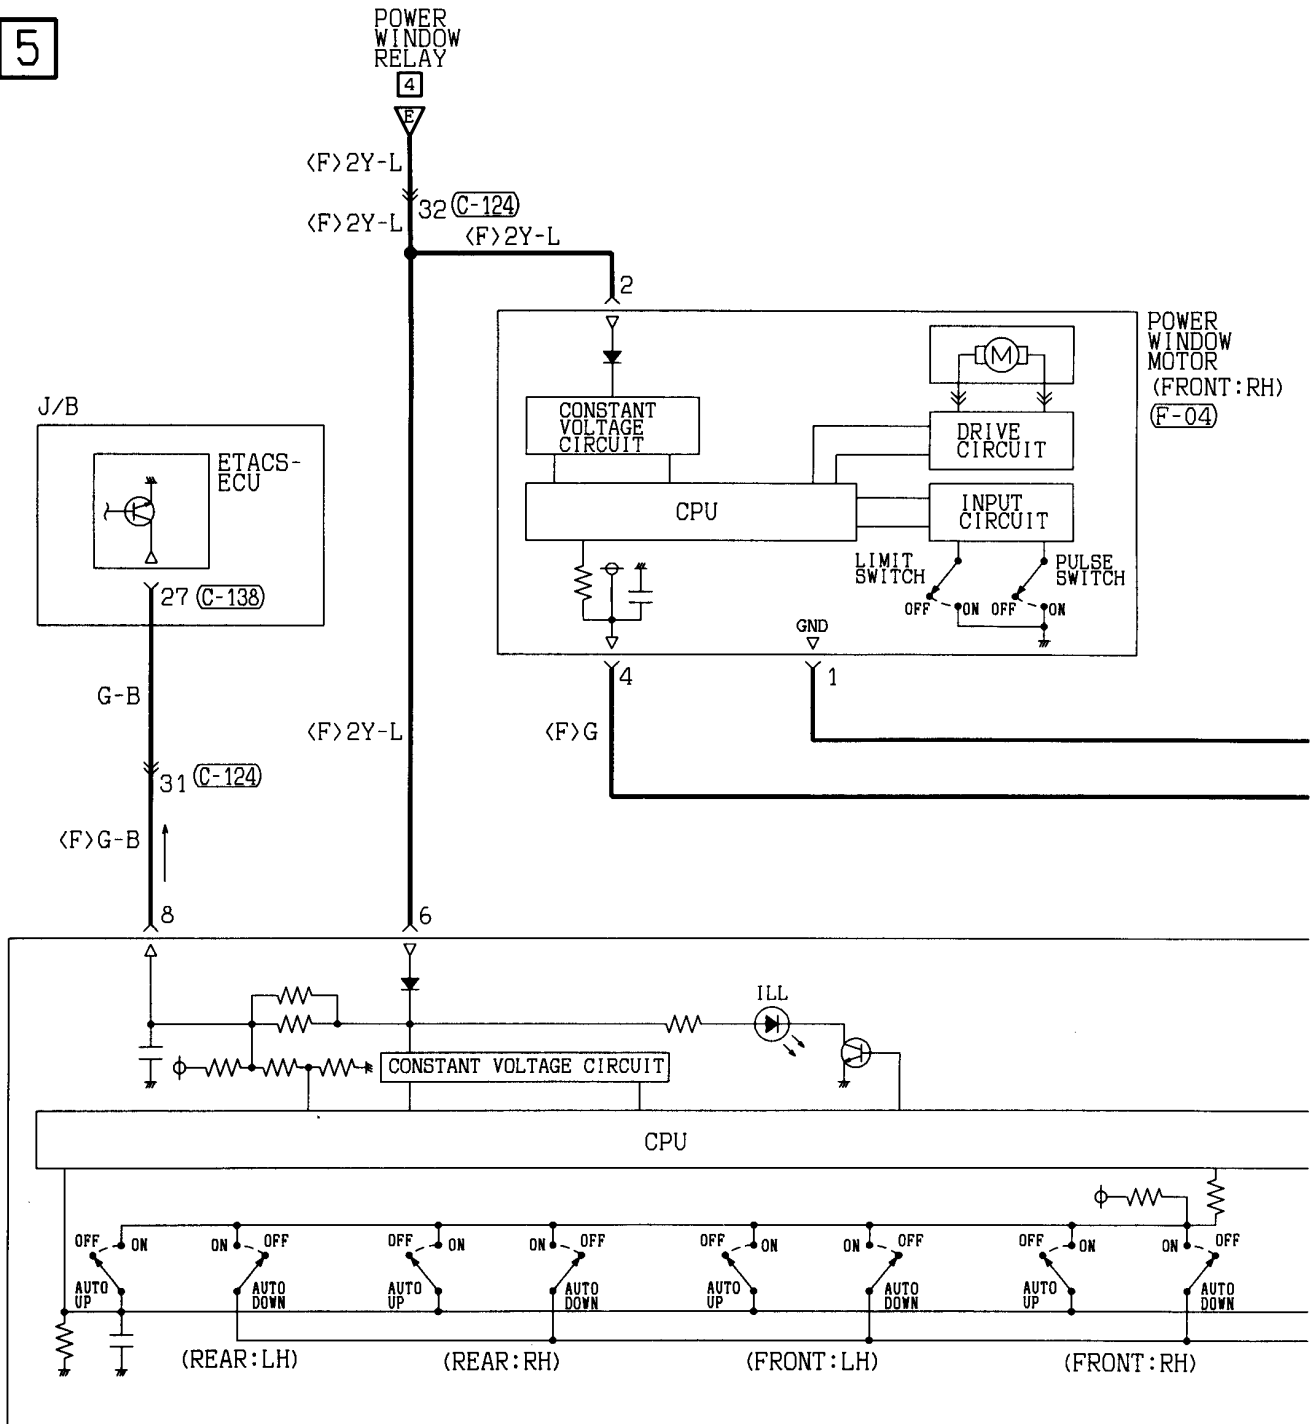 5
POWER
WINDOW
RELAY
4
E
<F>2Y-L
32 (C-124)
<F>2Y-L
<F>2Y-L
2
POWER
WINDOW
MOTOR
(FRONT:RH)
(F-04)
M
CONSTANT
VOLTAGE
CIRCUIT
DRIVE
CIRCUIT
CPU
INPUT
CIRCUIT
LIMIT
SWITCH
PULSE
SWITCH
OFF ON OFF ON
GND
4
1
<F>G
J/B
ETACS-
ECU
27 (C-138)
G-B
<F>2Y-L
31 (C-124)
<F>G-B
8
6
ILL
CONSTANT VOLTAGE CIRCUIT
CPU
OFF ON ON OFF OFF ON ON OFF OFF ON ON OFF OFF ON ON OFF
AUTO
UP
AUTO
DOWN
AUTO
UP
AUTO
DOWN
AUTO
UP
AUTO
DOWN
AUTO
UP
AUTO
DOWN
(REAR:LH) (REAR:RH) (FRONT:LH) (FRONT:RH)